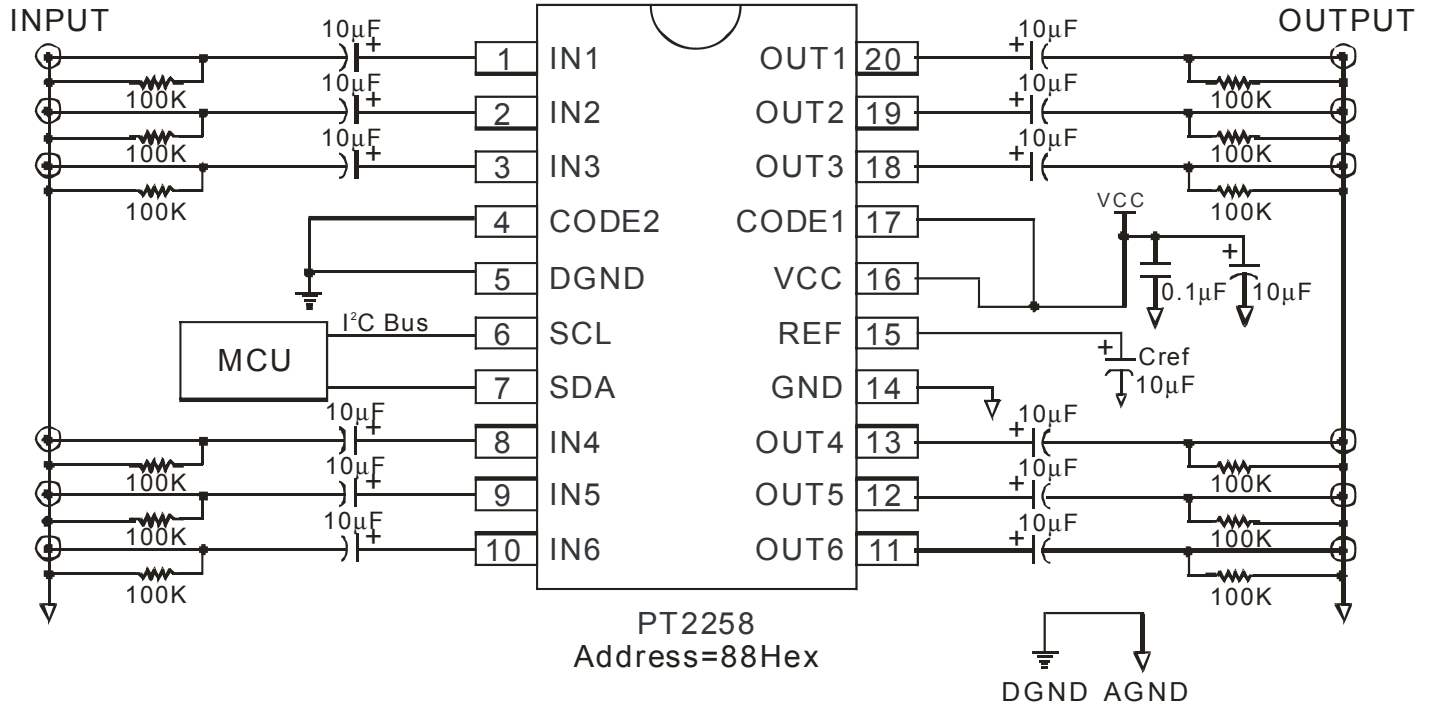 INPUT
OUTPUT
10μF
+
1
IN1
OUT1
20
+
10μF
100K
100K
10μF
+
2
IN2
OUT2
19
+
10μF
100K
100K
10μF
+
3
IN3
OUT3
18
+
10μF
100K
100K
4
CODE2
CODE1
17
VCC
5
DGND
VCC
16
+
0.1μF
10μF
MCU
I²C Bus
6
SCL
REF
15
+
Cref
10μF
7
SDA
GND
14
10μF
+
8
IN4
OUT4
13
+
10μF
100K
100K
10μF
+
9
IN5
OUT5
12
+
10μF
100K
100K
10μF
+
10
IN6
OUT6
11
+
10μF
100K
100K
PT2258
Address=88Hex
DGND AGND